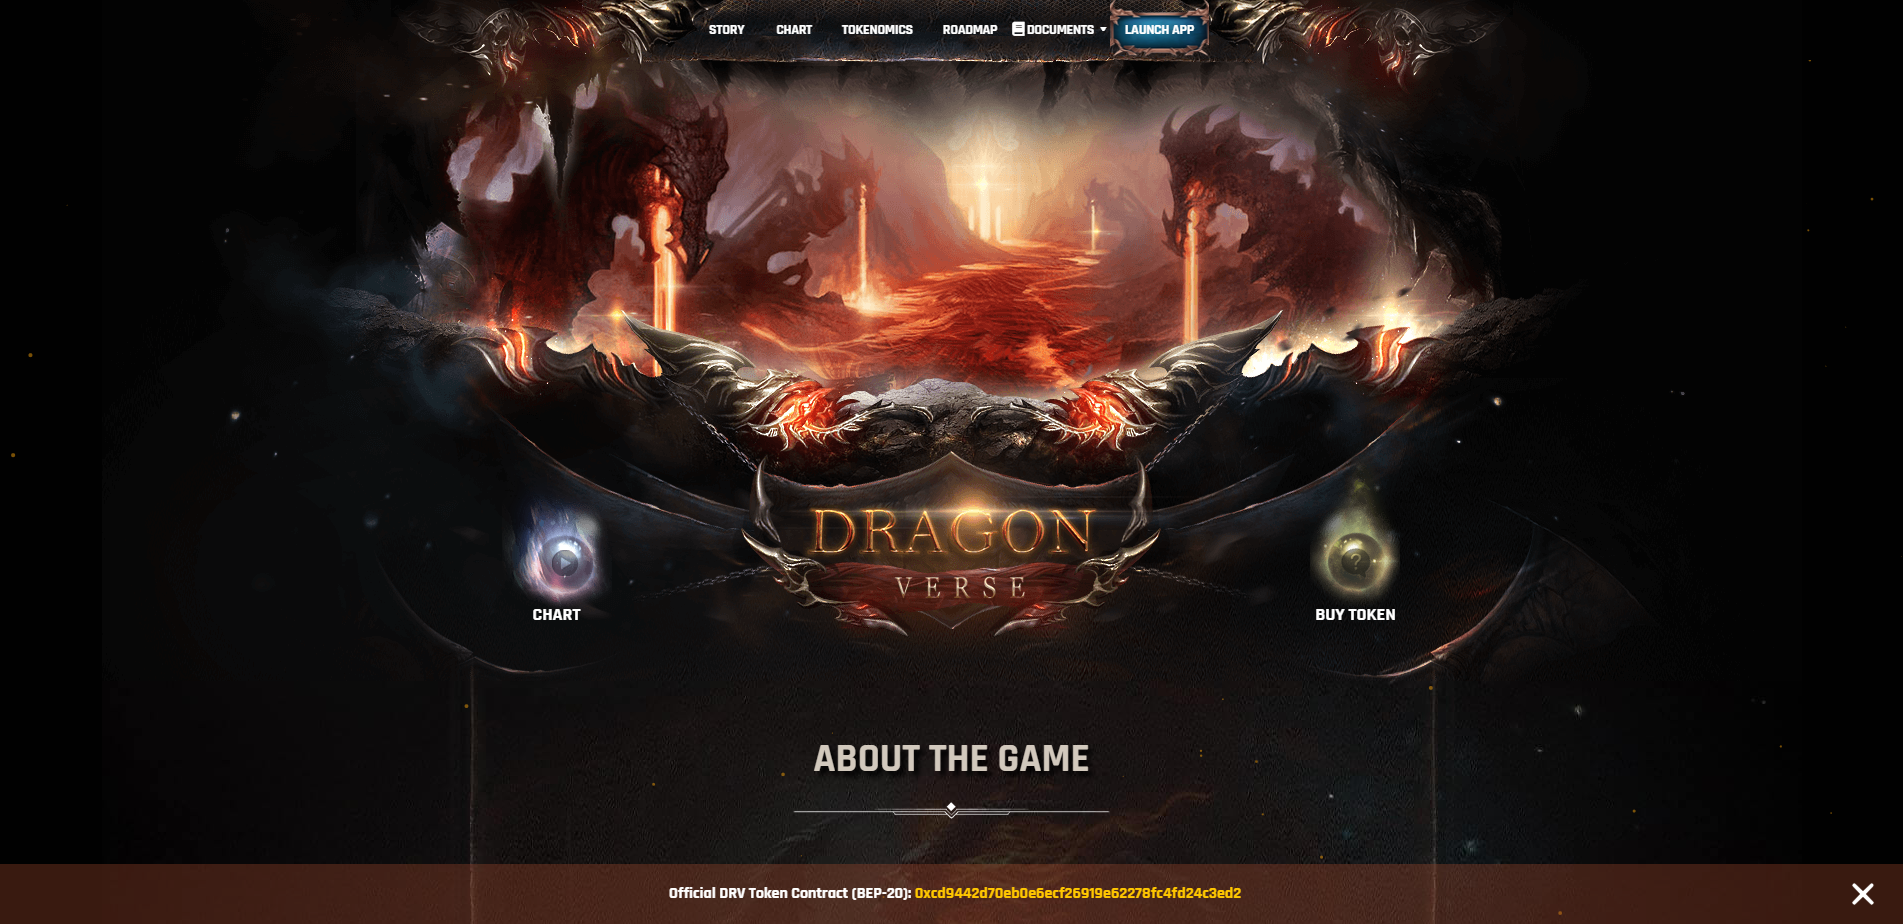 STORY CHART TOKENOMICS ROADMAP DOCUMENTS LAUNCH APP
DRAGON
VERSE
CHART
BUY TOKEN
ABOUT THE GAME
Official DRV Token Contract (BEP-20): 0xcd9442d70eb0e6ecf26919e62278fc4fd24c3ed2